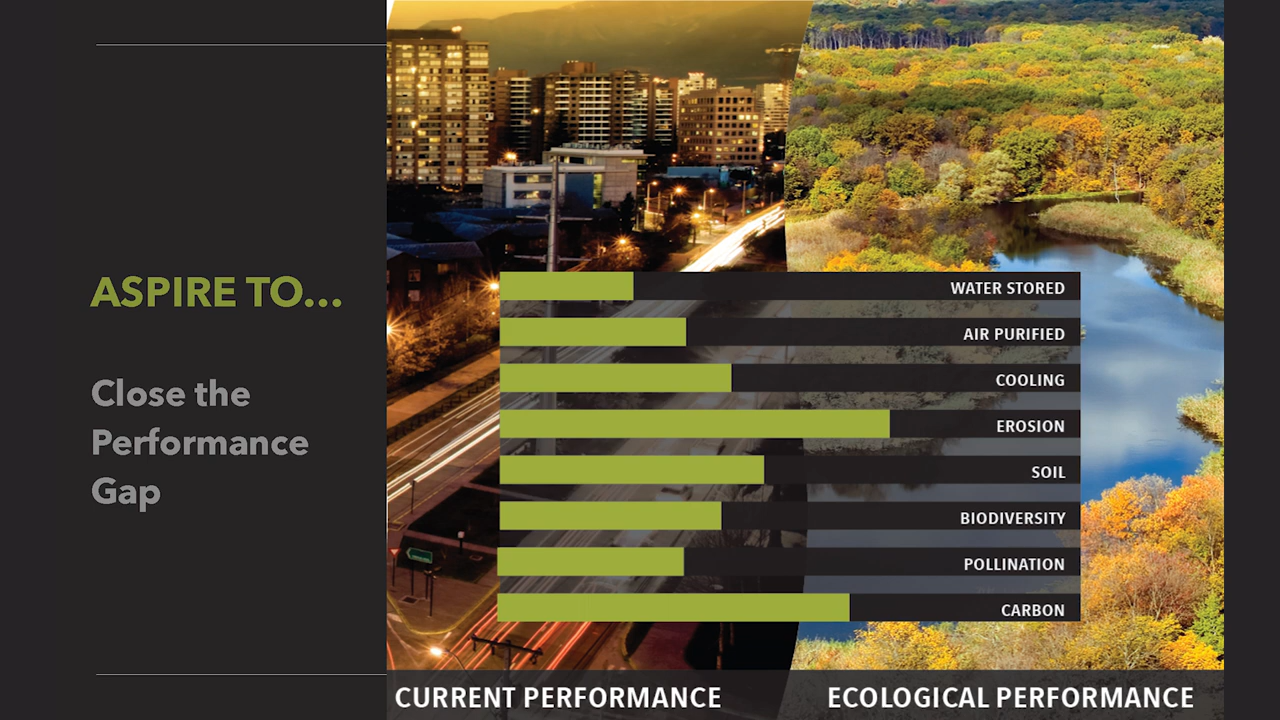 ASPIRE TO...
Close the
Performance
Gap
WATER STORED
AIR PURIFIED
COOLING
EROSION
SOIL
BIODIVERSITY
POLLINATION
CARBON
CURRENT PERFORMANCE
ECOLOGICAL PERFORMANCE